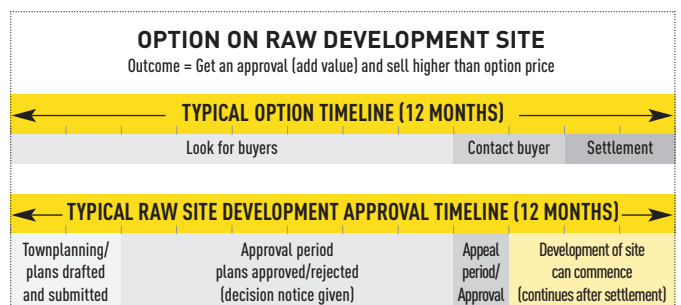 OPTION ON RAW DEVELOPMENT SITE
Outcome = Get an approval (add value) and sell higher than option price
TYPICAL OPTION TIMELINE (12 MONTHS)
Look for buyers
Contact buyer
Settlement
TYPICAL RAW SITE DEVELOPMENT APPROVAL TIMELINE (12 MONTHS)
Townplanning/
plans drafted
and submitted
Approval period
plans approved/rejected
(decision notice given)
Appeal
period/
Approval
Development of site
can commence
(continues after settlement)